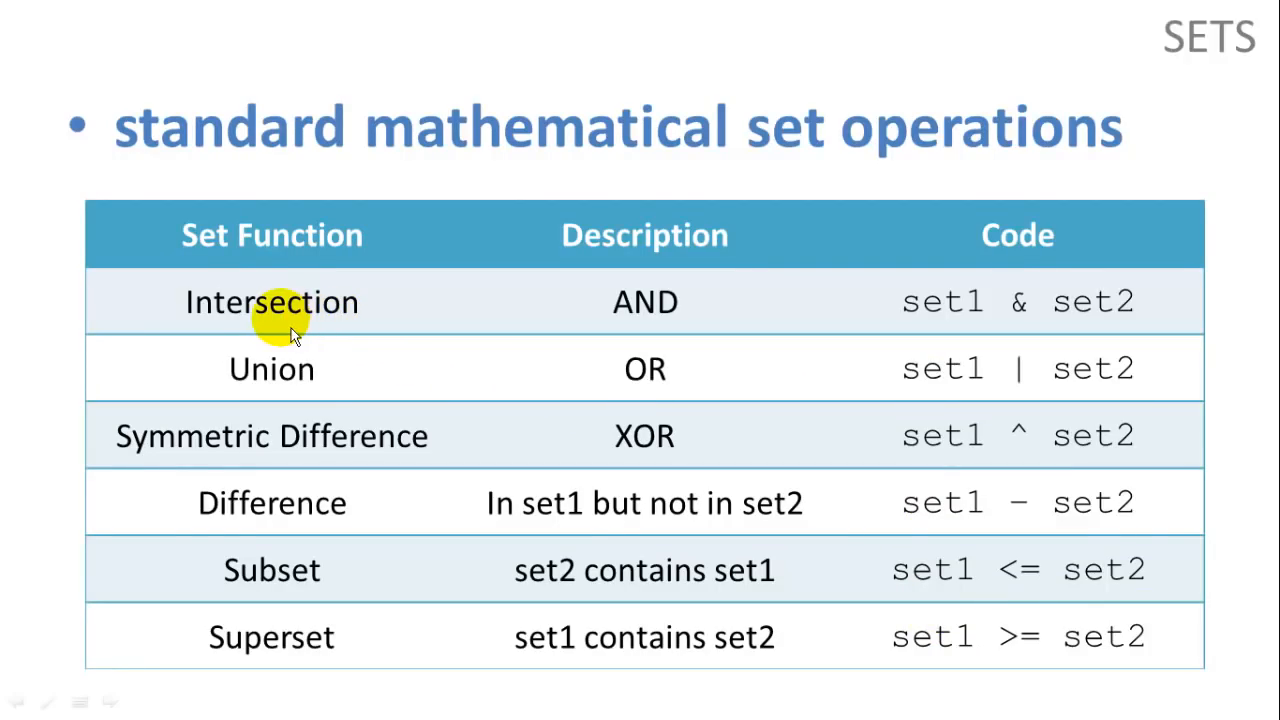 SETS
• standard mathematical set operations
Set Function Description Code
Intersection AND set1 & set2
Union OR set1 | set2
Symmetric Difference XOR set1 ^ set2
Difference In set1 but not in set2 set1 – set2
Subset set2 contains set1 set1 <= set2
Superset set1 contains set2 set1 >= set2